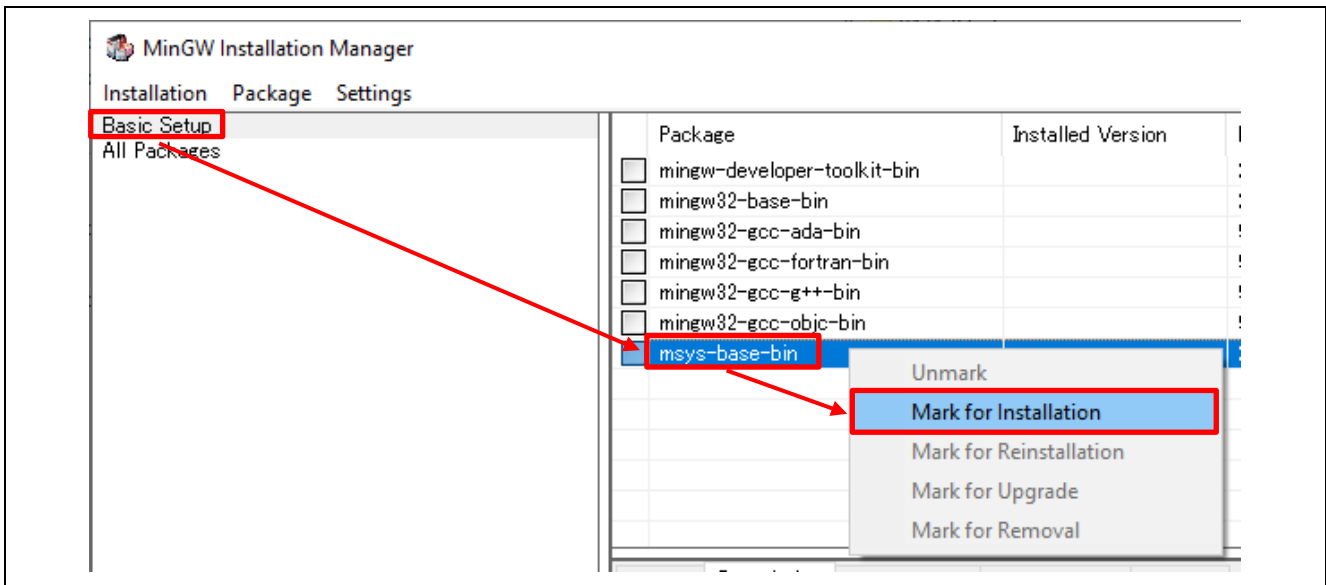 MinGW Installation Manager
Installation Package Settings
Basic Setup
All Packages
Package Installed Version
mingw-developer-toolkit-bin
mingw32-base-bin
mingw32-gcc-ada-bin
mingw32-gcc-fortran-bin
mingw32-gcc-g++-bin
mingw32-gcc-objc-bin
msys-base-bin
Unmark
Mark for Installation
Mark for Reinstallation
Mark for Upgrade
Mark for Removal